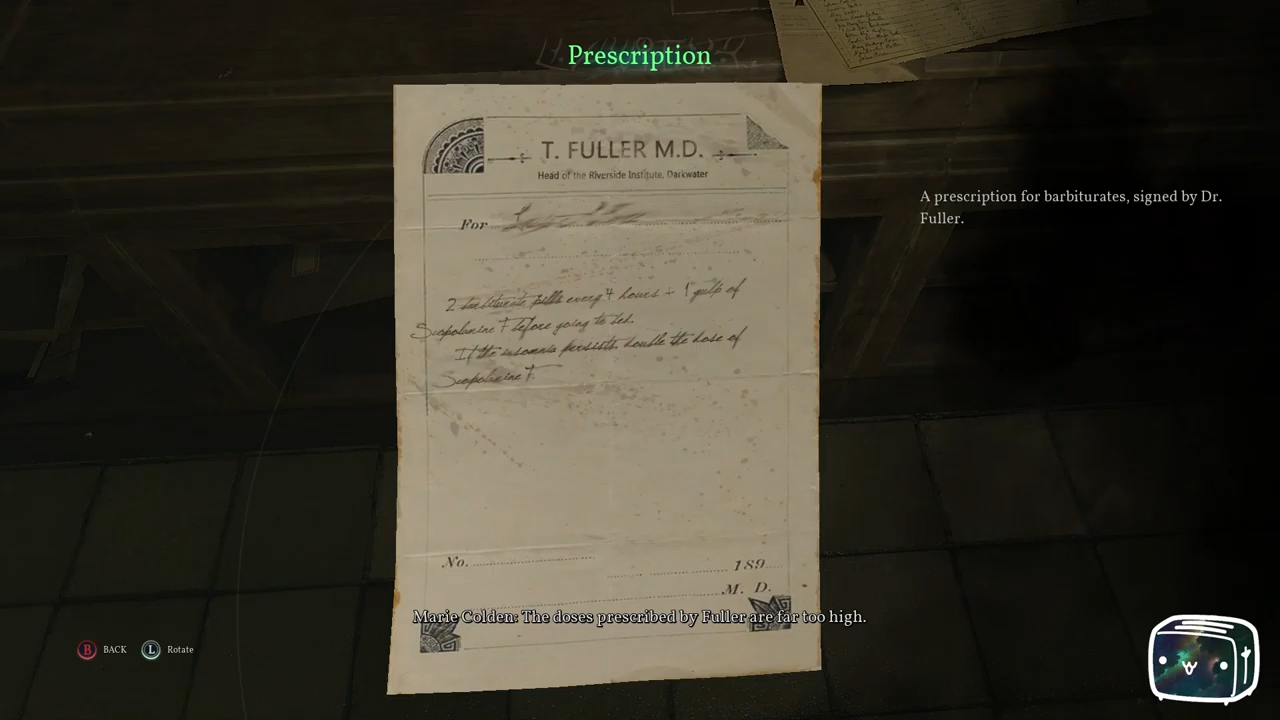 Prescription
T. FULLER M.D.
Head of the Riverside Institute, Darkwater
For
2 barbiturate pills every 4 hours + 1 gulp of
Scopolamine F before going to bed.
If the insomnia persists, double the dose of
Scopolamine F.
No.
189
M. D.
A prescription for barbiturates, signed by Dr.
Fuller.
Marie Colden: The doses prescribed by Fuller are far too high.
B BACK L Rotate